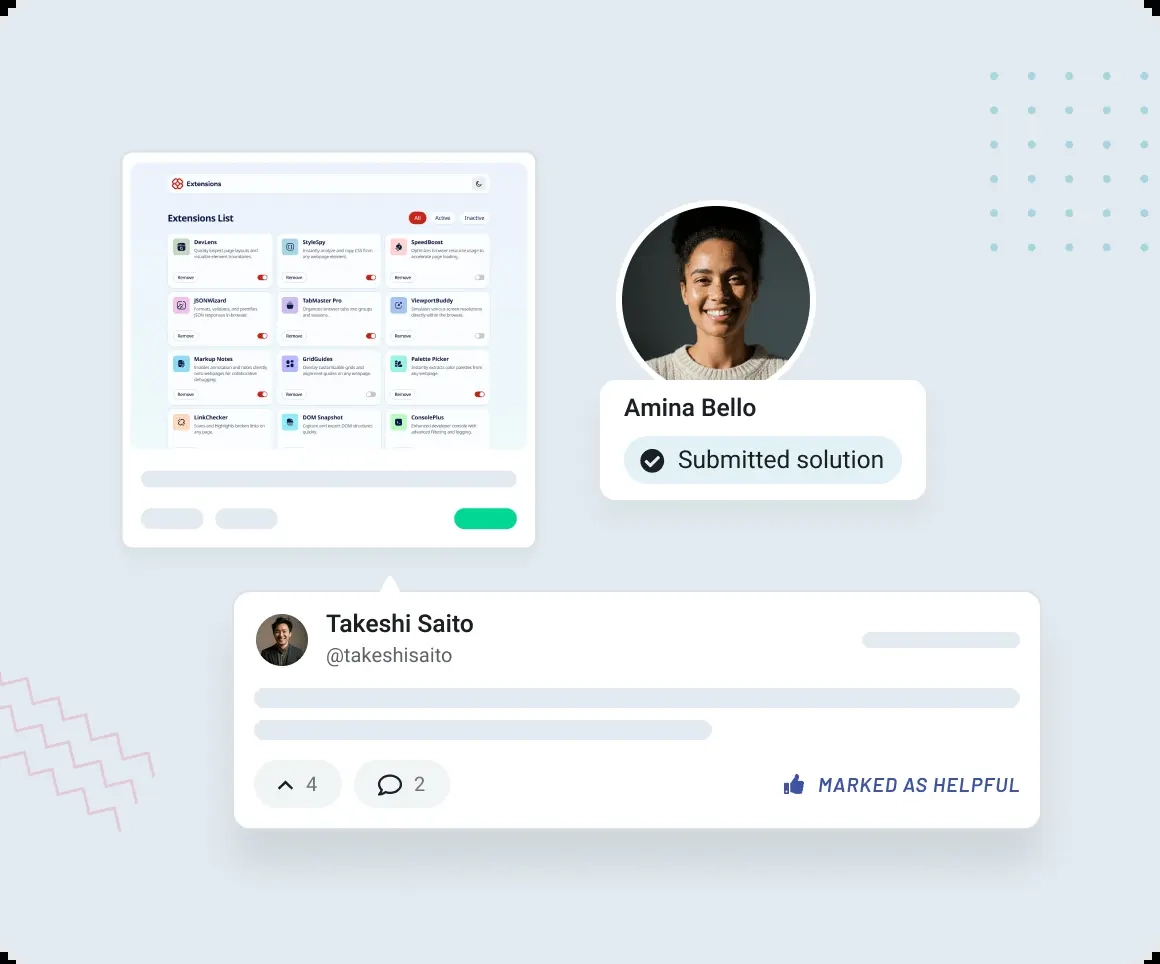 Extensions
Extensions List
All
Active
Inactive
DevLens
Quickly inspect page layouts and
visualize element boundaries.
Remove
StyleSpy
Instantly analyze and copy CSS from
any webpage element.
Remove
SpeedBoost
Optimizes browser resource usage to
accelerate page loading.
Remove
JSONWizard
Formats, validates, and prettifies
JSON responses in-browser.
Remove
TabMaster Pro
Organizes browser tabs into groups
and sessions.
Remove
ViewportBuddy
Simulates various screen resolutions
directly within the browser.
Remove
Markup Notes
Enables annotation and notes directly
onto webpages for collaborative
debugging.
Remove
GridGuides
Overlay customizable grids and
alignment guides on any webpage.
Remove
Palette Picker
Instantly extracts color palettes from
any webpage.
Remove
LinkChecker
Scans and highlights broken links on
any page.
DOM Snapshot
Capture and export DOM structures
quickly.
ConsolePlus
Enhanced developer console with
advanced filtering and logging.
Amina Bello
Submitted solution
Takeshi Saito
@takeshisaito
4
2
MARKED AS HELPFUL